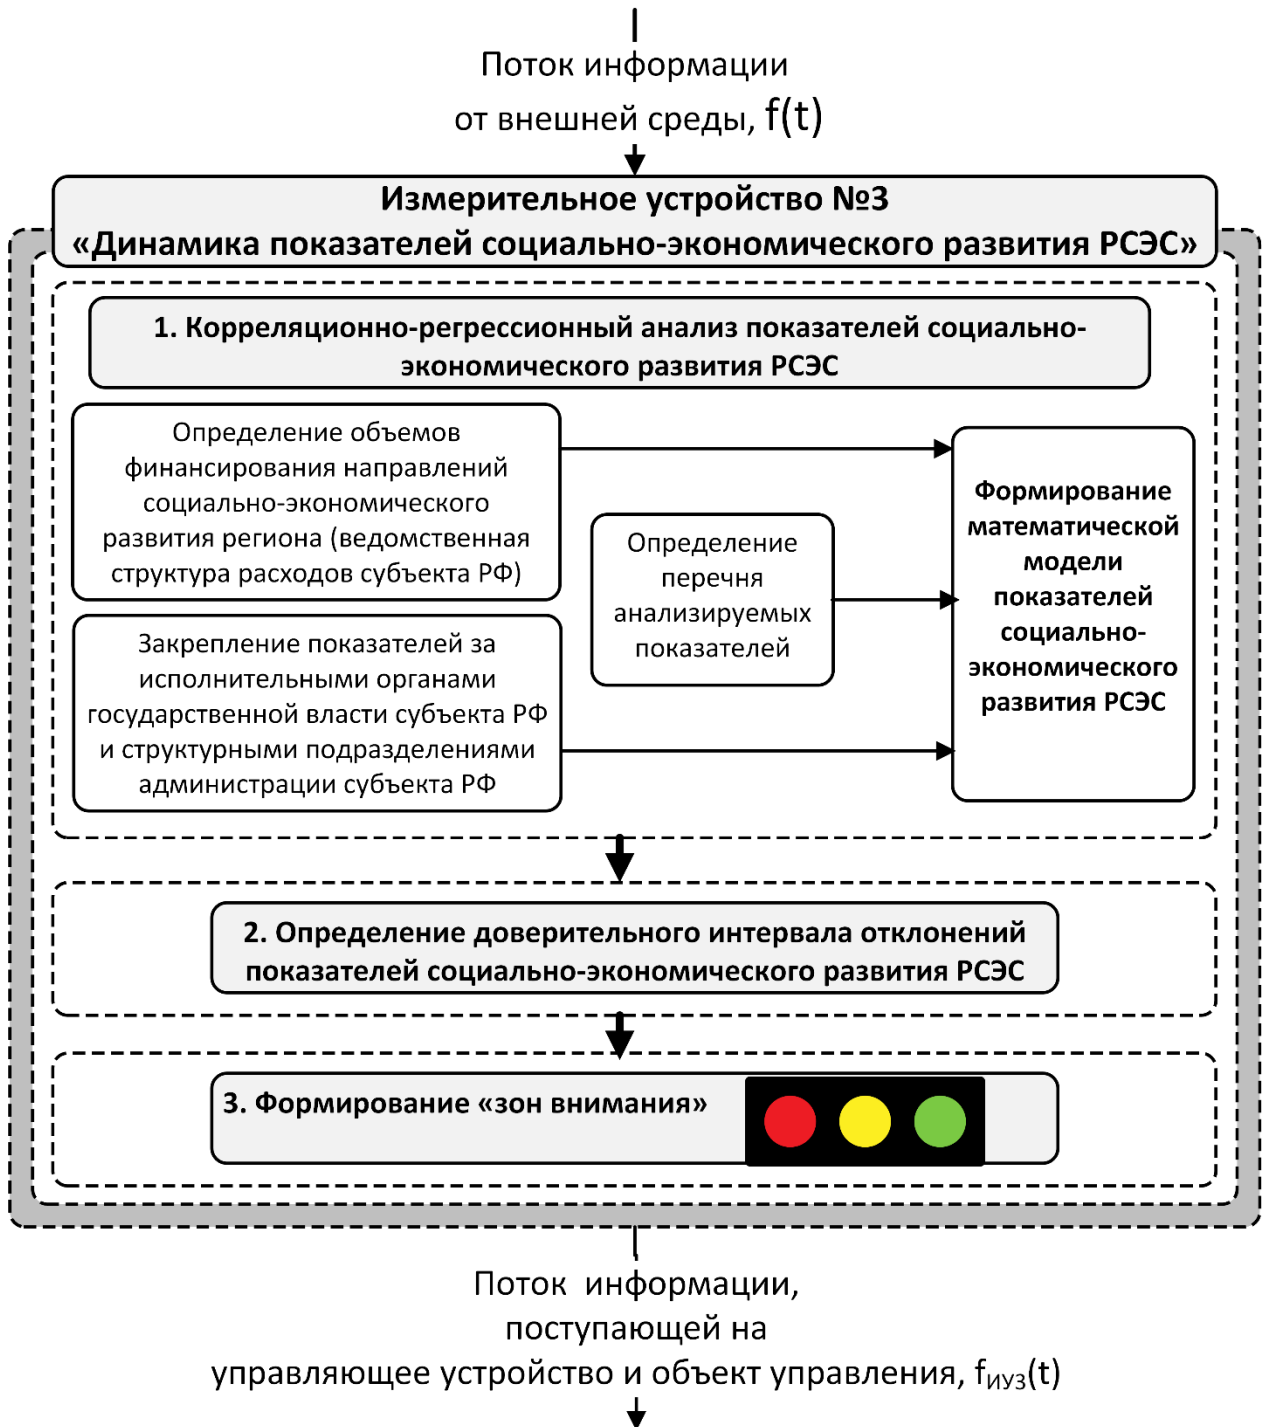 Поток информации
от внешней среды, f(t)
Измерительное устройство №3
«Динамика показателей социально-экономического развития РСЭС»
1. Корреляционно-регрессионный анализ показателей социально-
экономического развития РСЭС
Определение объемов
финансирования направлений
социально-экономического
развития региона (ведомственная
структура расходов субъекта РФ)
Определение
перечня
анализируемых
показателей
Закрепление показателей за
исполнительными органами
государственной власти субъекта РФ
и структурными подразделениями
администрации субъекта РФ
Формирование
математической
модели
показателей
социально-
экономического
развития РСЭС
2. Определение доверительного интервала отклонений
показателей социально-экономического развития РСЭС
3. Формирование «зон внимания»
Поток информации,
поступающей на
управляющее устройство и объект управления, fИУ3(t)